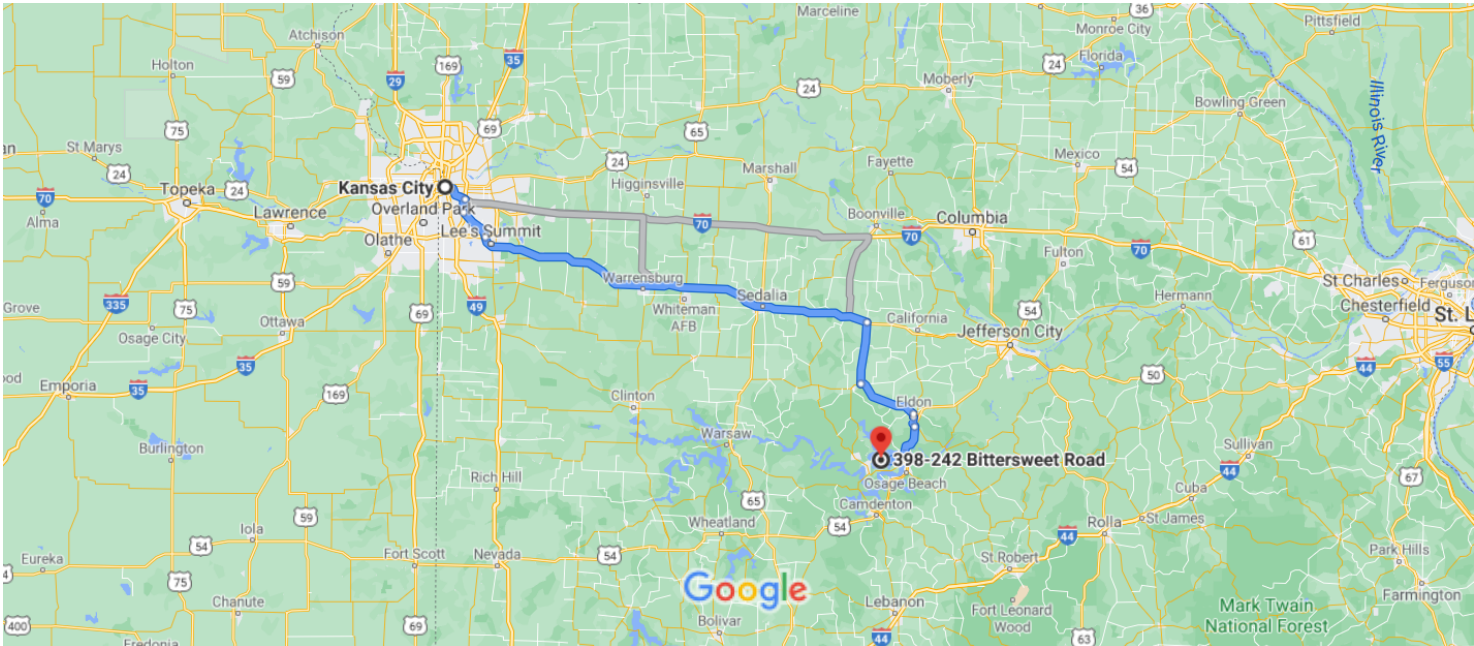 Marceline
36
Monroe City
Pittsfield
Atchison
169
35
Holton
59
29
24
Florida
24
Moberly
Bowling Green
Illinois River
75
69
65
St Marys
24
24
Marshall
Fayette
Mexico
54
Kansas City
Higginsville
Topeka
24
70
Alma
Lawrence
Overland Park
Boonville
Columbia
Olathe
Lee's Summit
70
70
70
61
Fulton
59
Warrensburg
St Charles
Ferguson
Grove
335
75
49
Whiteman
AFB
Sedalia
54
Hermann
Chesterfield
St. L
Osage City
Ottawa
69
California
Jefferson City
35
44
55
Emporia
35
169
50
Clinton
Eldon
Burlington
Warsaw
Sullivan
398-242 Bittersweet Road
Rich Hill
Osage Beach
44
67
65
Camdenton
Cuba
59
Iola
Wheatland
54
Rolla
St James
54
Eureka
Fort Scott
Nevada
54
44
St Robert
Park Hills
75
Google
Chanute
Lebanon
Fort Leonard
Wood
Mark Twain
National Forest
Farmington
400
69
Bolivar
44
63
Fredonia